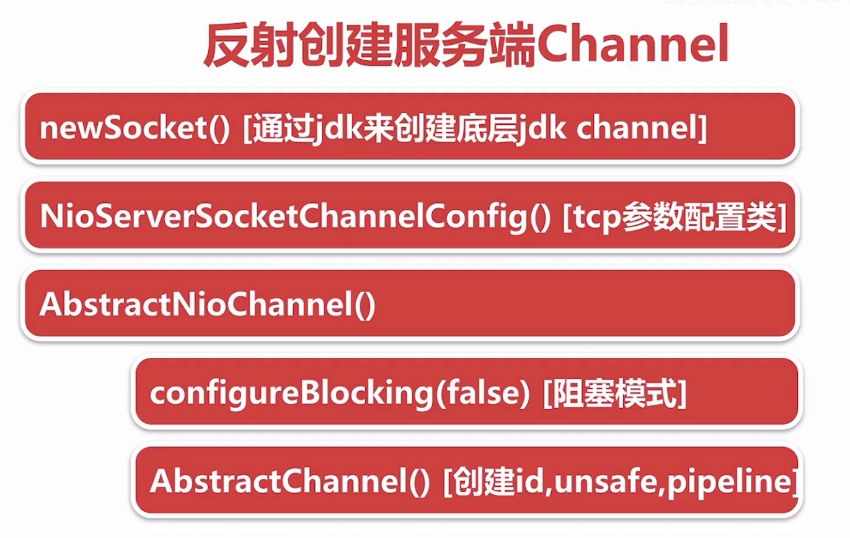 反射创建服务端Channel
newSocket() [通过jdk来创建底层jdk channel]
NioServerSocketChannelConfig() [tcp参数配置类]
AbstractNioChannel()
configureBlocking(false) [阻塞模式]
AbstractChannel() [创建id,unsafe,pipeline]